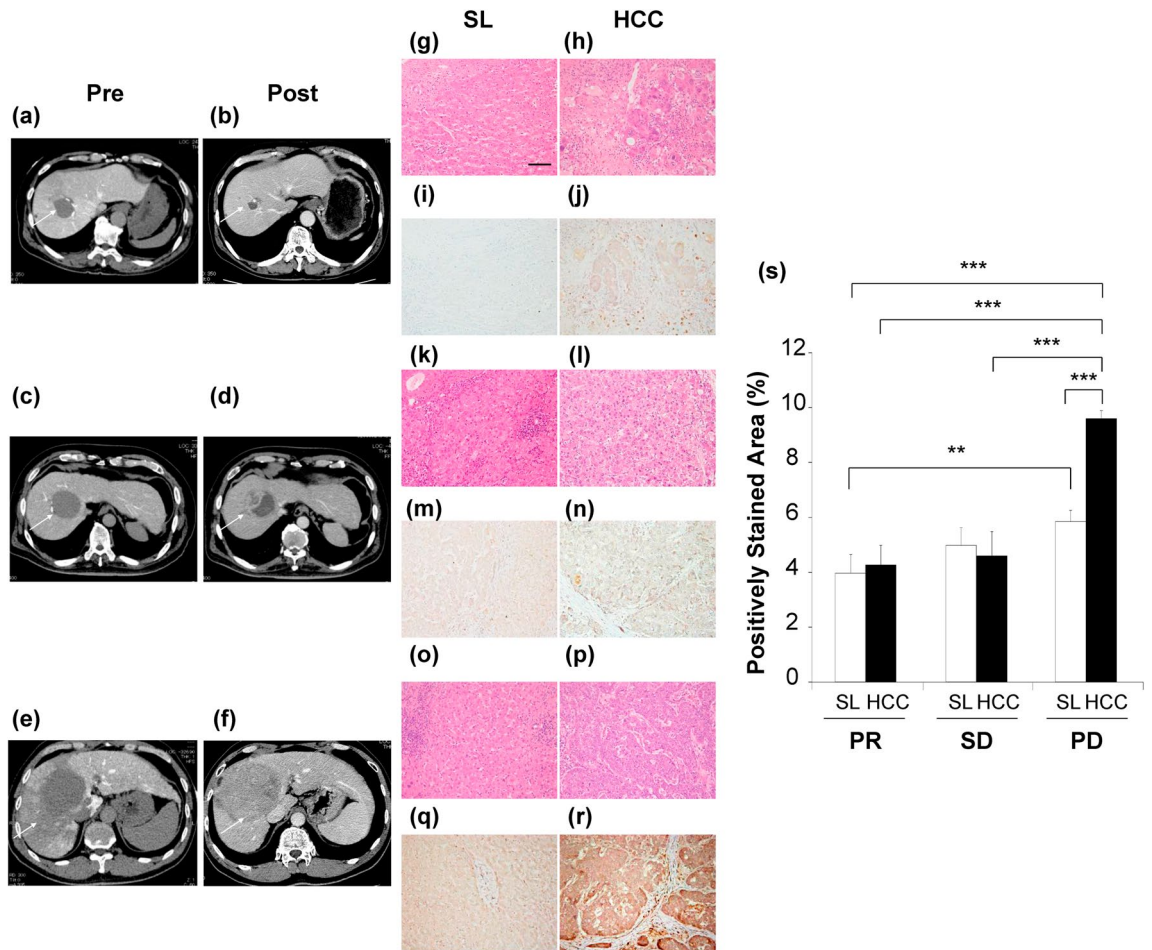 SL HCC
(g) (h)
Pre Post
(a) (b)
(i) (j)
(s)
***
***
***
***
**
(k) (l)
(c) (d)
(m) (n)
(o) (p)
(e) (f)
(q) (r)
Positively Stained Area (%)
12
10
8
6
4
2
0
SL HCC SL HCC SL HCC
PR SD PD